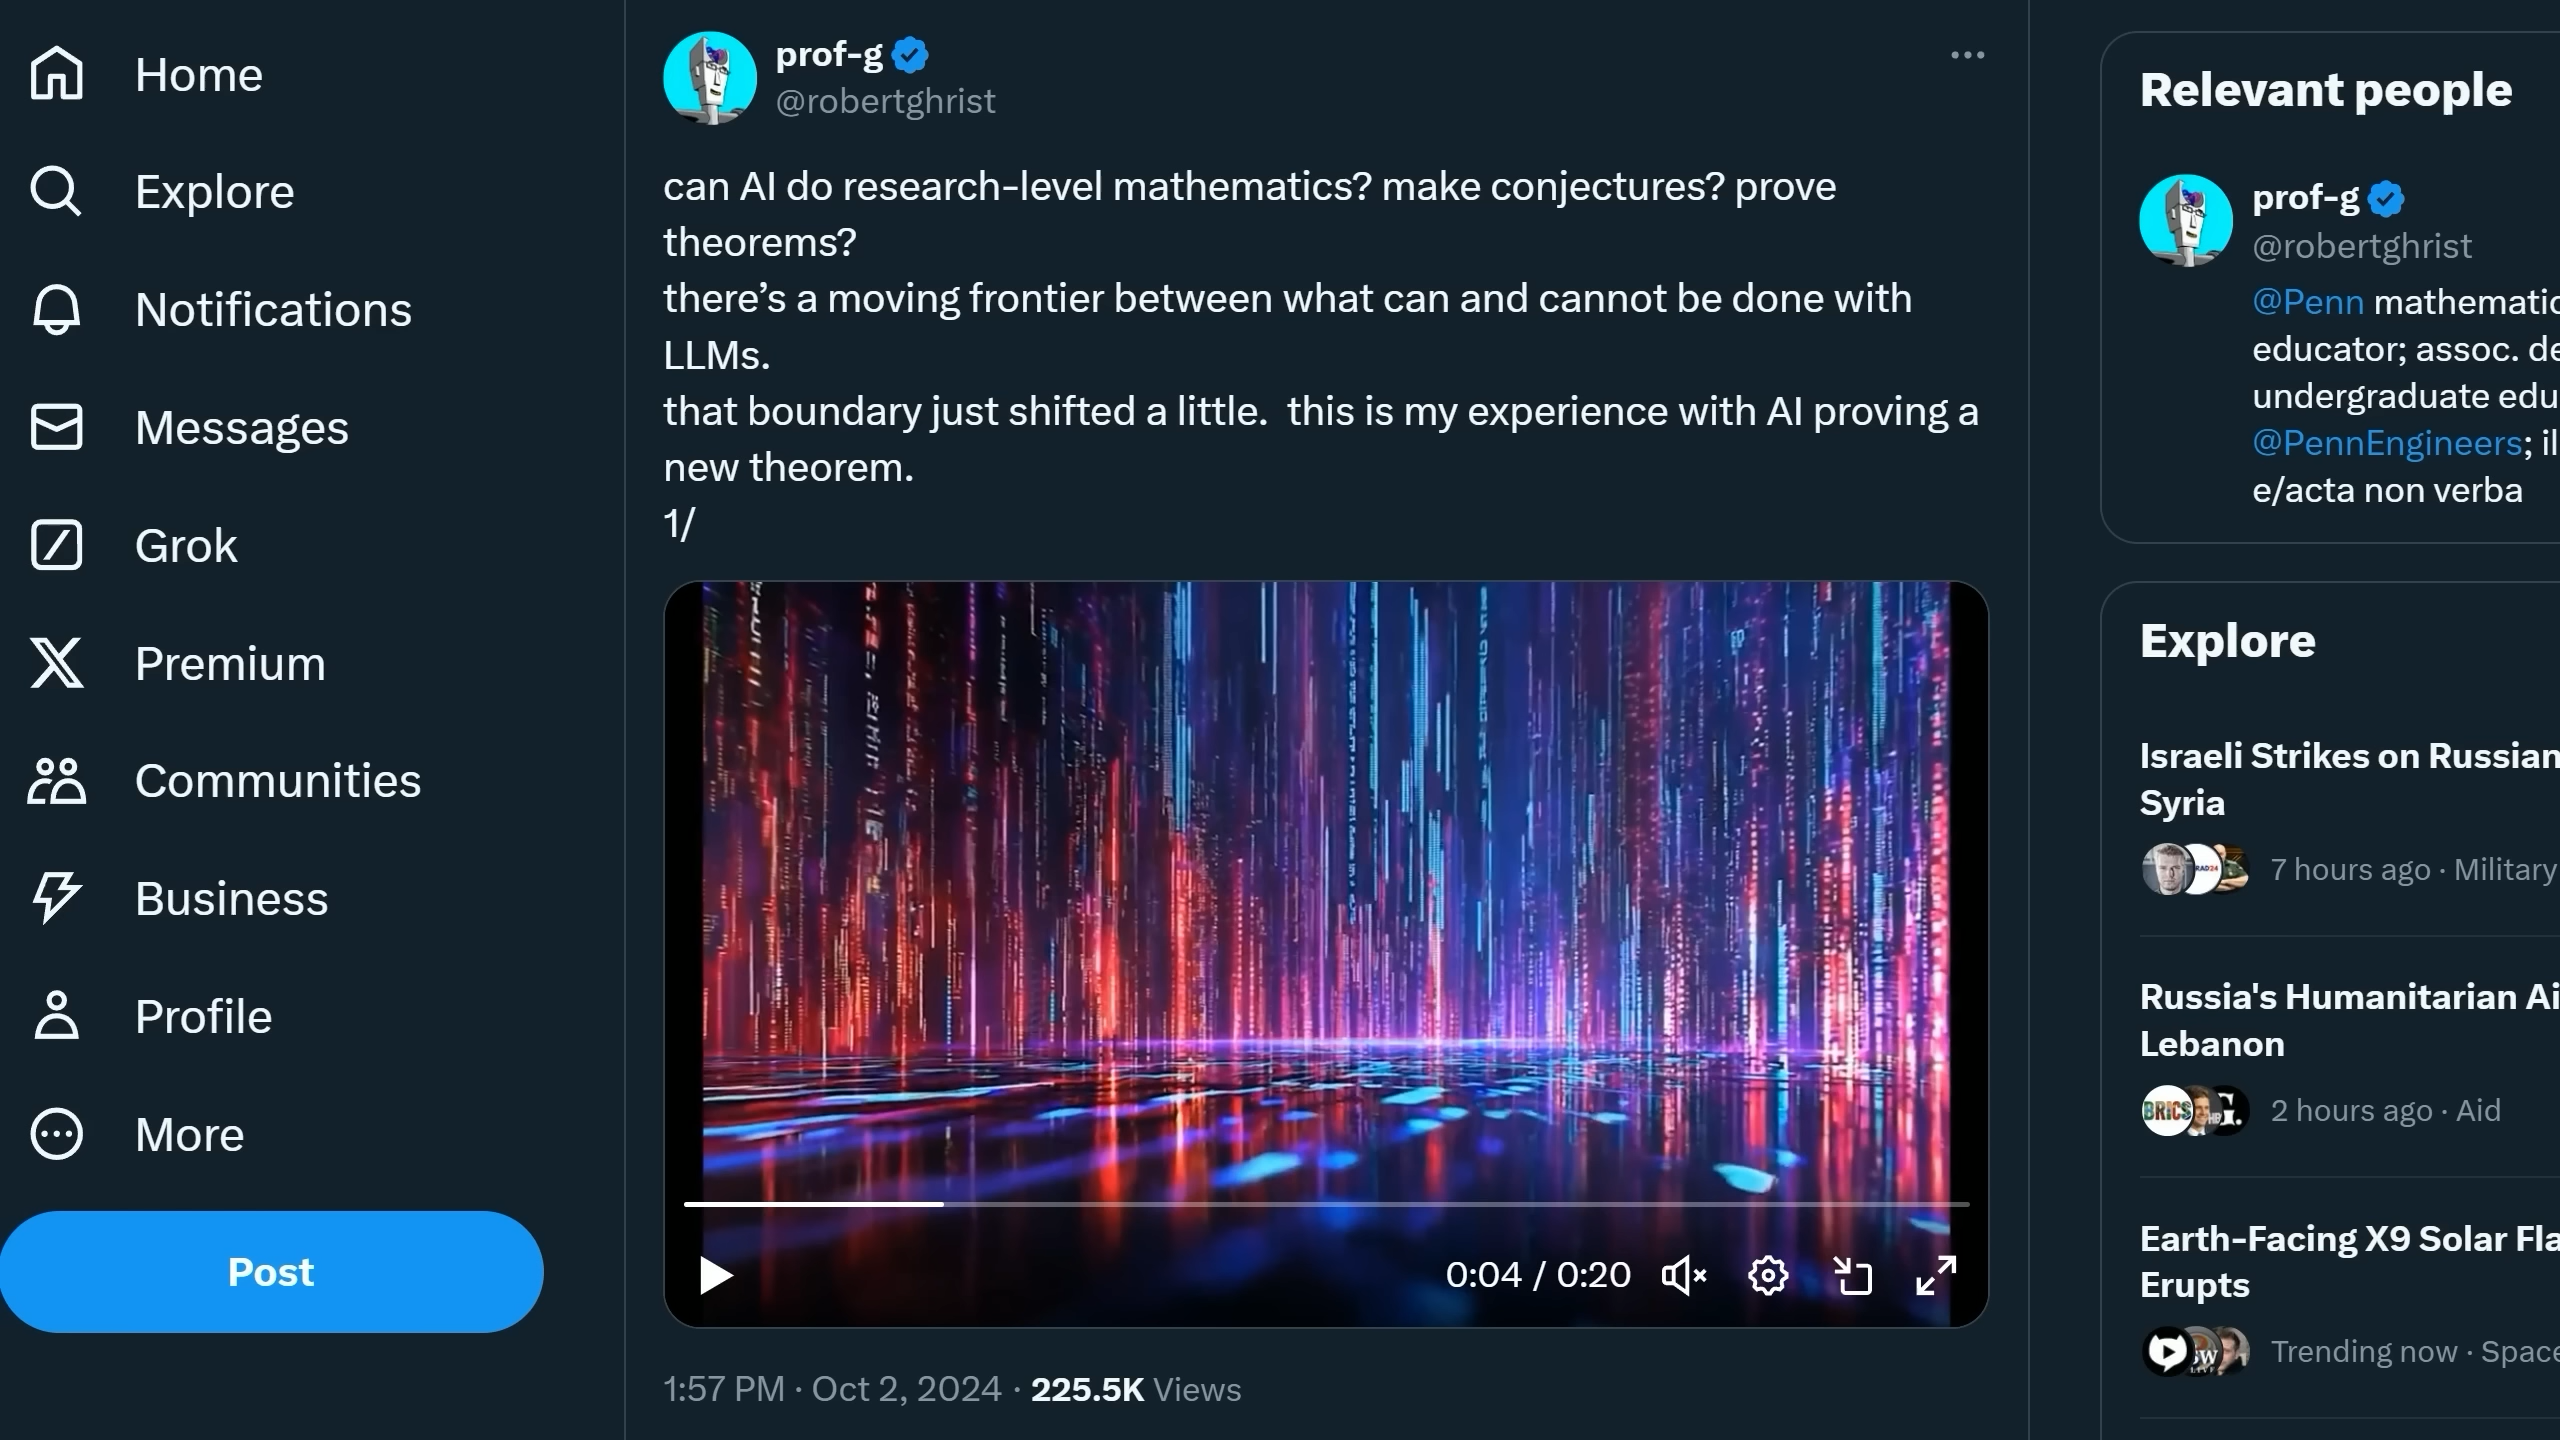 Home
Explore
Notifications
Messages
Grok
Premium
Communities
Business
Profile
More
Post
prof-g
@robertghrist
can AI do research-level mathematics? make conjectures? prove
theorems?
there’s a moving frontier between what can and cannot be done with
LLMs.
that boundary just shifted a little.  this is my experience with AI proving a
new theorem.
1/
0:04 / 0:20
1:57 PM · Oct 2, 2024 · 225.5K Views
Relevant people
prof-g
@robertghrist
@Penn mathematic
educator; assoc. de
undergraduate edu
@PennEngineers; il
e/acta non verba
Explore
Israeli Strikes on Russian
Syria
RAD24
7 hours ago · Military
Russia's Humanitarian Ai
Lebanon
BRICS
2 hours ago · Aid
Earth-Facing X9 Solar Fla
Erupts
Trending now · Space